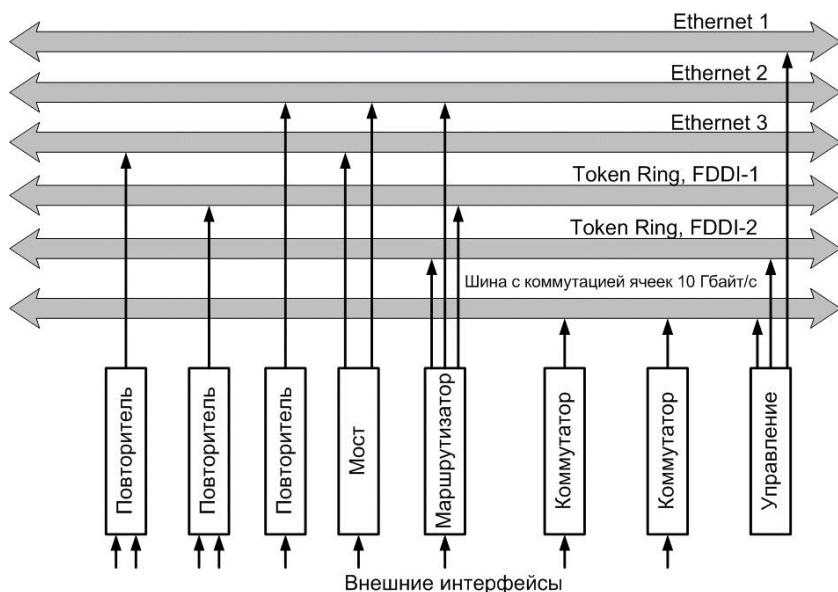 Ethernet 1
Ethernet 2
Ethernet 3
Token Ring, FDDI-1
Token Ring, FDDI-2
Шина с коммутацией ячеек 10 Гбайт/с
Повторитель
Повторитель
Повторитель
Мост
Маршрутизатор
Коммутатор
Коммутатор
Управление
Внешние интерфейсы